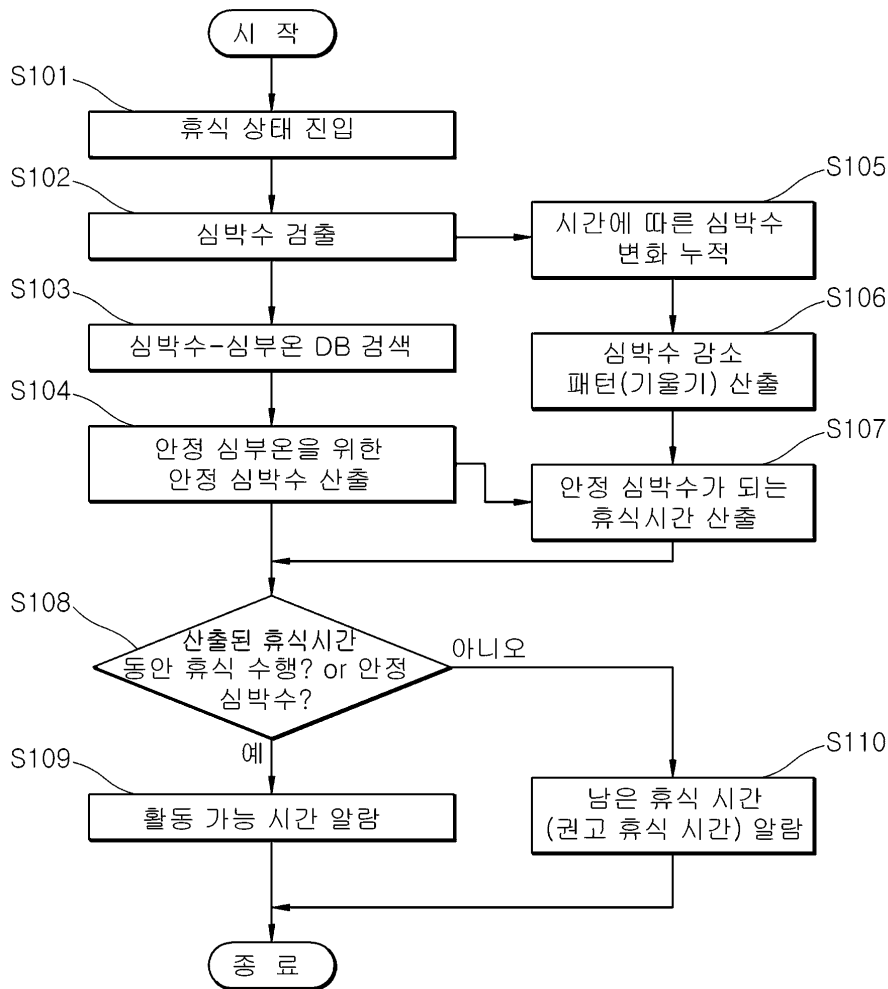 시 작
S101
휴식 상태 진입
S102
심박수 검출
S105
시간에 따른 심박수
변화 누적
S103
심박수-심부온 DB 검색
S106
심박수 감소
패턴(기울기) 산출
S104
안정 심부온을 위한
안정 심박수 산출
S107
안정 심박수가 되는
휴식시간 산출
S108
산출된 휴식시간
동안 휴식 수행? or 안정
심박수?
아니오
예
S109
활동 가능 시간 알람
S110
남은 휴식 시간
(권고 휴식 시간) 알람
종 료